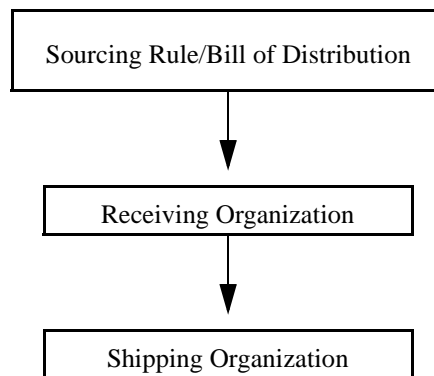 Sourcing Rule/Bill of Distribution
Receiving Organization
Shipping Organization